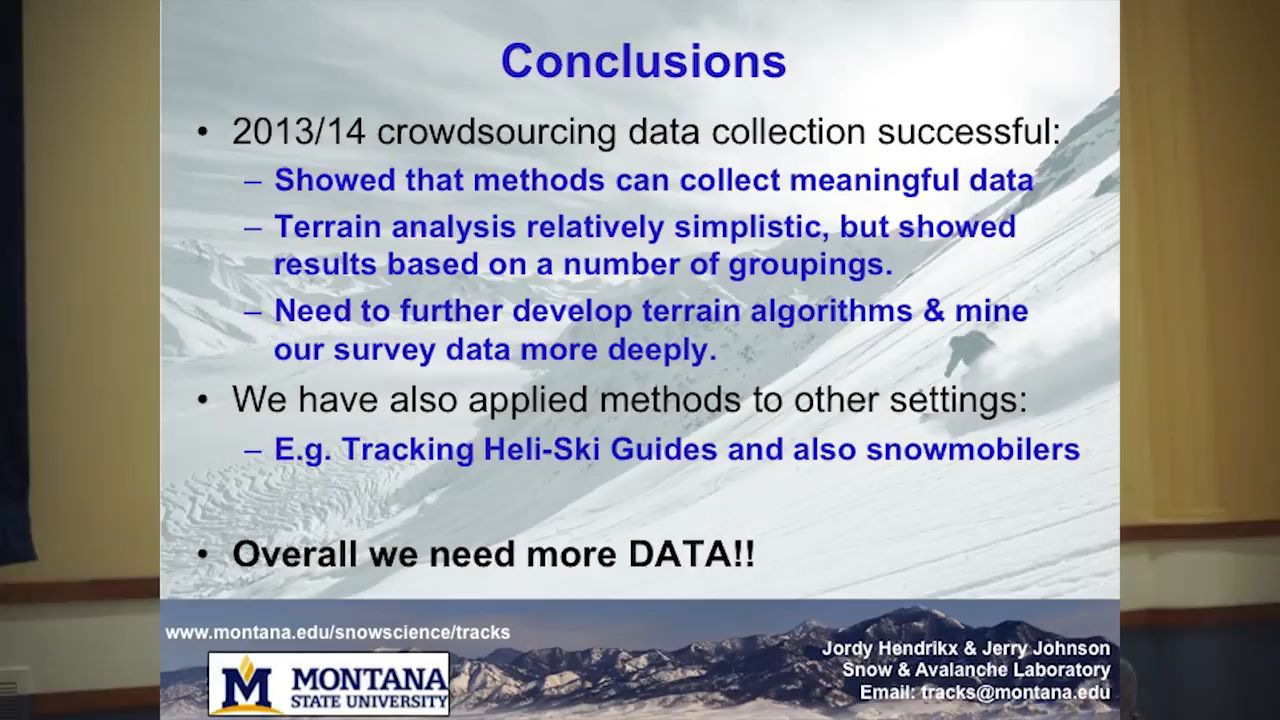 Conclusions
• 2013/14 crowdsourcing data collection successful:
– Showed that methods can collect meaningful data
– Terrain analysis relatively simplistic, but showed
results based on a number of groupings.
– Need to further develop terrain algorithms & mine
our survey data more deeply.
• We have also applied methods to other settings:
– E.g. Tracking Heli-Ski Guides and also snowmobilers
• Overall we need more DATA!!
www.montana.edu/snowscience/tracks
M MONTANA
STATE UNIVERSITY
Jordy Hendrikx & Jerry Johnson
Snow & Avalanche Laboratory
Email: tracks@montana.edu